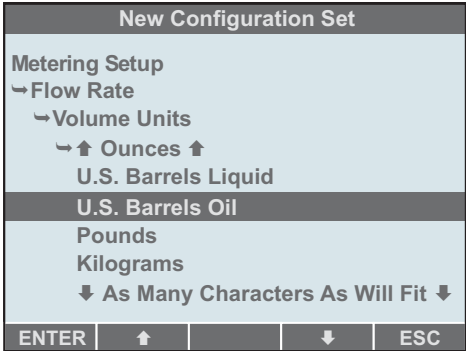 New Configuration Set
Metering Setup
➥Flow Rate
➥Volume Units
➥⬆ Ounces ⬆
U.S. Barrels Liquid
U.S. Barrels Oil
Pounds
Kilograms
⬇ As Many Characters As Will Fit ⬇
ENTER ⬆ ⬇ ESC